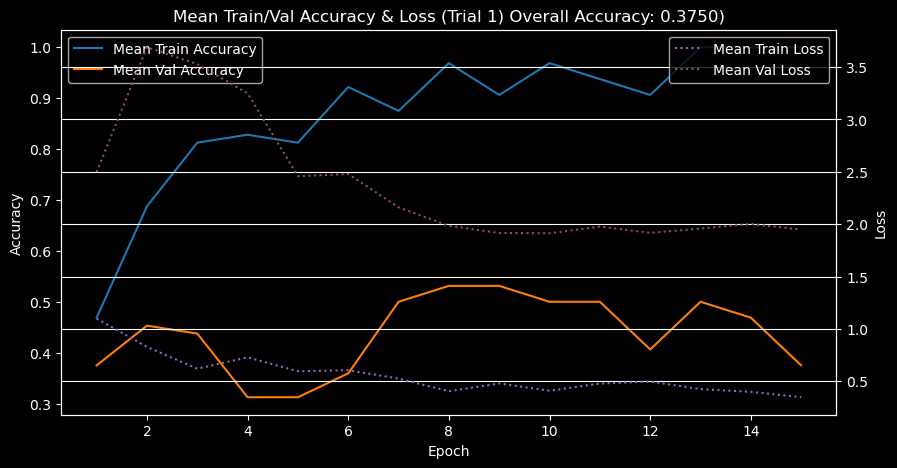 Mean Train/Val Accuracy & Loss (Trial 1) Overall Accuracy: 0.3750)
Mean Train Accuracy
Mean Val Accuracy
Mean Train Loss
Mean Val Loss
Accuracy
1.0
0.9
0.8
0.7
0.6
0.5
0.4
0.3
3.5
3.0
2.5
2.0
1.5
1.0
0.5
Loss
2 4 6 8 10 12 14
Epoch